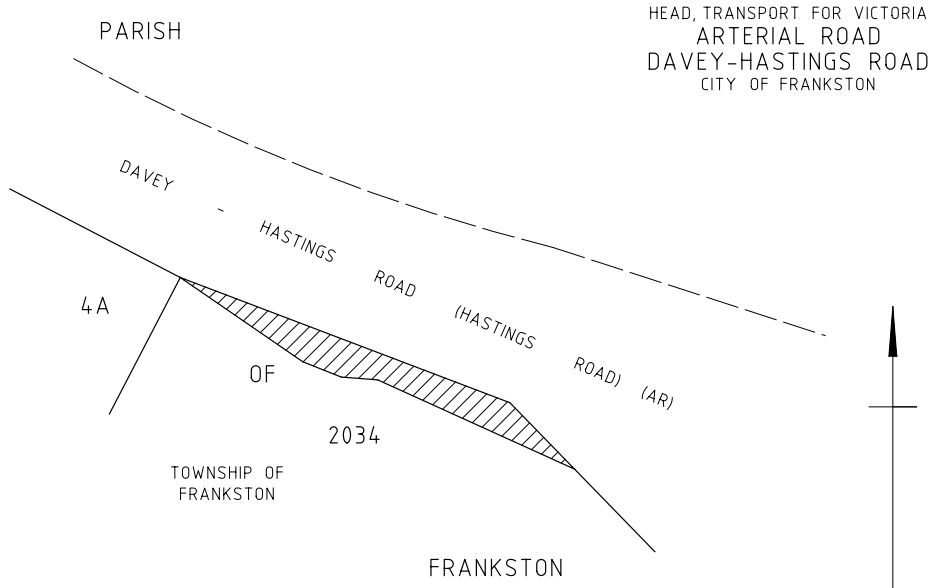 HEAD, TRANSPORT FOR VICTORIA
ARTERIAL ROAD
DAVEY-HASTINGS ROAD
CITY OF FRANKSTON
PARISH
DAVEY - HASTINGS ROAD (HASTINGS ROAD) (AR)
4A
OF
2034
TOWNSHIP OF
FRANKSTON
FRANKSTON